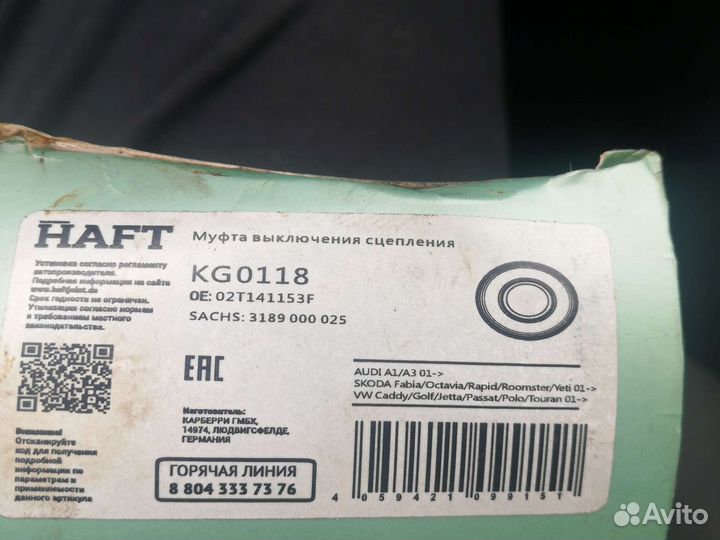 HAFT
Муфта выключения сцепления
KG0118
OE: 02T141153F
SACHS: 3189 000 025
Установка согласно регламенту
автопроизводителя.
Подробная информация на сайте
www.haftjoint.de
Срок годности не ограничен.
Утилизация согласно нормам
и требованиям местного
законодательства.
EAC
AUDI A1/A3 01->
SKODA Fabia/Octavia/Rapid/Roomster/Yeti 01->
VW Caddy/Golf/Jetta/Passat/Polo/Touran 01->
Изготовитель:
КАРБЕРРИ ГМБХ,
14974, ЛЮДВИГСФЕЛДЕ,
ГЕРМАНИЯ
Внимание!
Отсканируйте
код для получения
подробной
информации по
параметрам и
применяемости
данного артикула
ГОРЯЧАЯ ЛИНИЯ
8 804 333 73 76
4 059421 099151
Avito